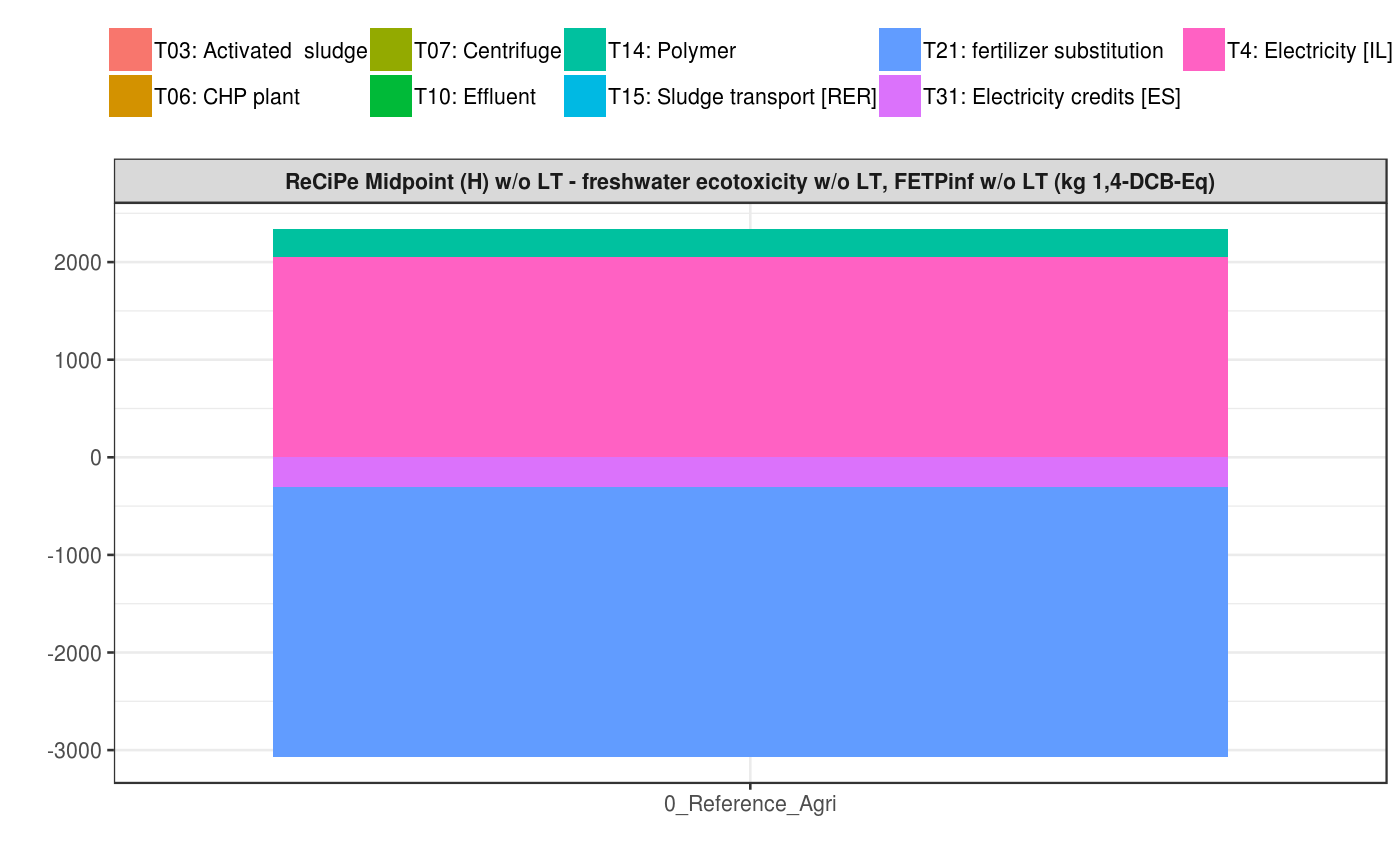 T03: Activated  sludge T07: Centrifuge T14: Polymer T21: fertilizer substitution T4: Electricity [IL]
T06: CHP plant T10: Effluent T15: Sludge transport [RER] T31: Electricity credits [ES]
ReCiPe Midpoint (H) w/o LT - freshwater ecotoxicity w/o LT, FETPinf w/o LT (kg 1,4-DCB-Eq)
2000
1000
0
-1000
-2000
-3000
0_Reference_Agri